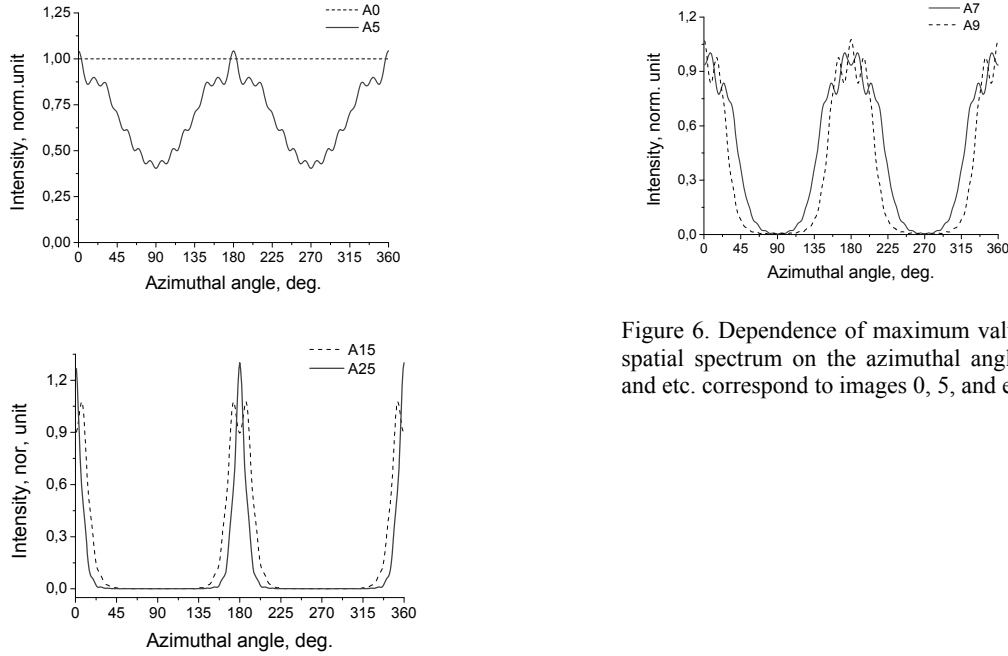 A0
A5
1,25
1,00
0,75
0,50
0,25
0,00
Intensity, norm.unit
0 45 90 135 180 225 270 315 360
Azimuthal angle, deg.
A7
A9
1,2
0,9
0,6
0,3
0,0
Intensity, norm. unit
0 45 90 135 180 225 270 315 360
Azimuthal angle, deg.
A15
A25
1,2
0,9
0,6
0,3
0,0
Intensity, nor, unit
0 45 90 135 180 225 270 315 360
Azimuthal angle, deg.
Figure 6. Dependence of maximum
spatial spectrum on the azimuthal
and etc. correspond to images 0, 5, and